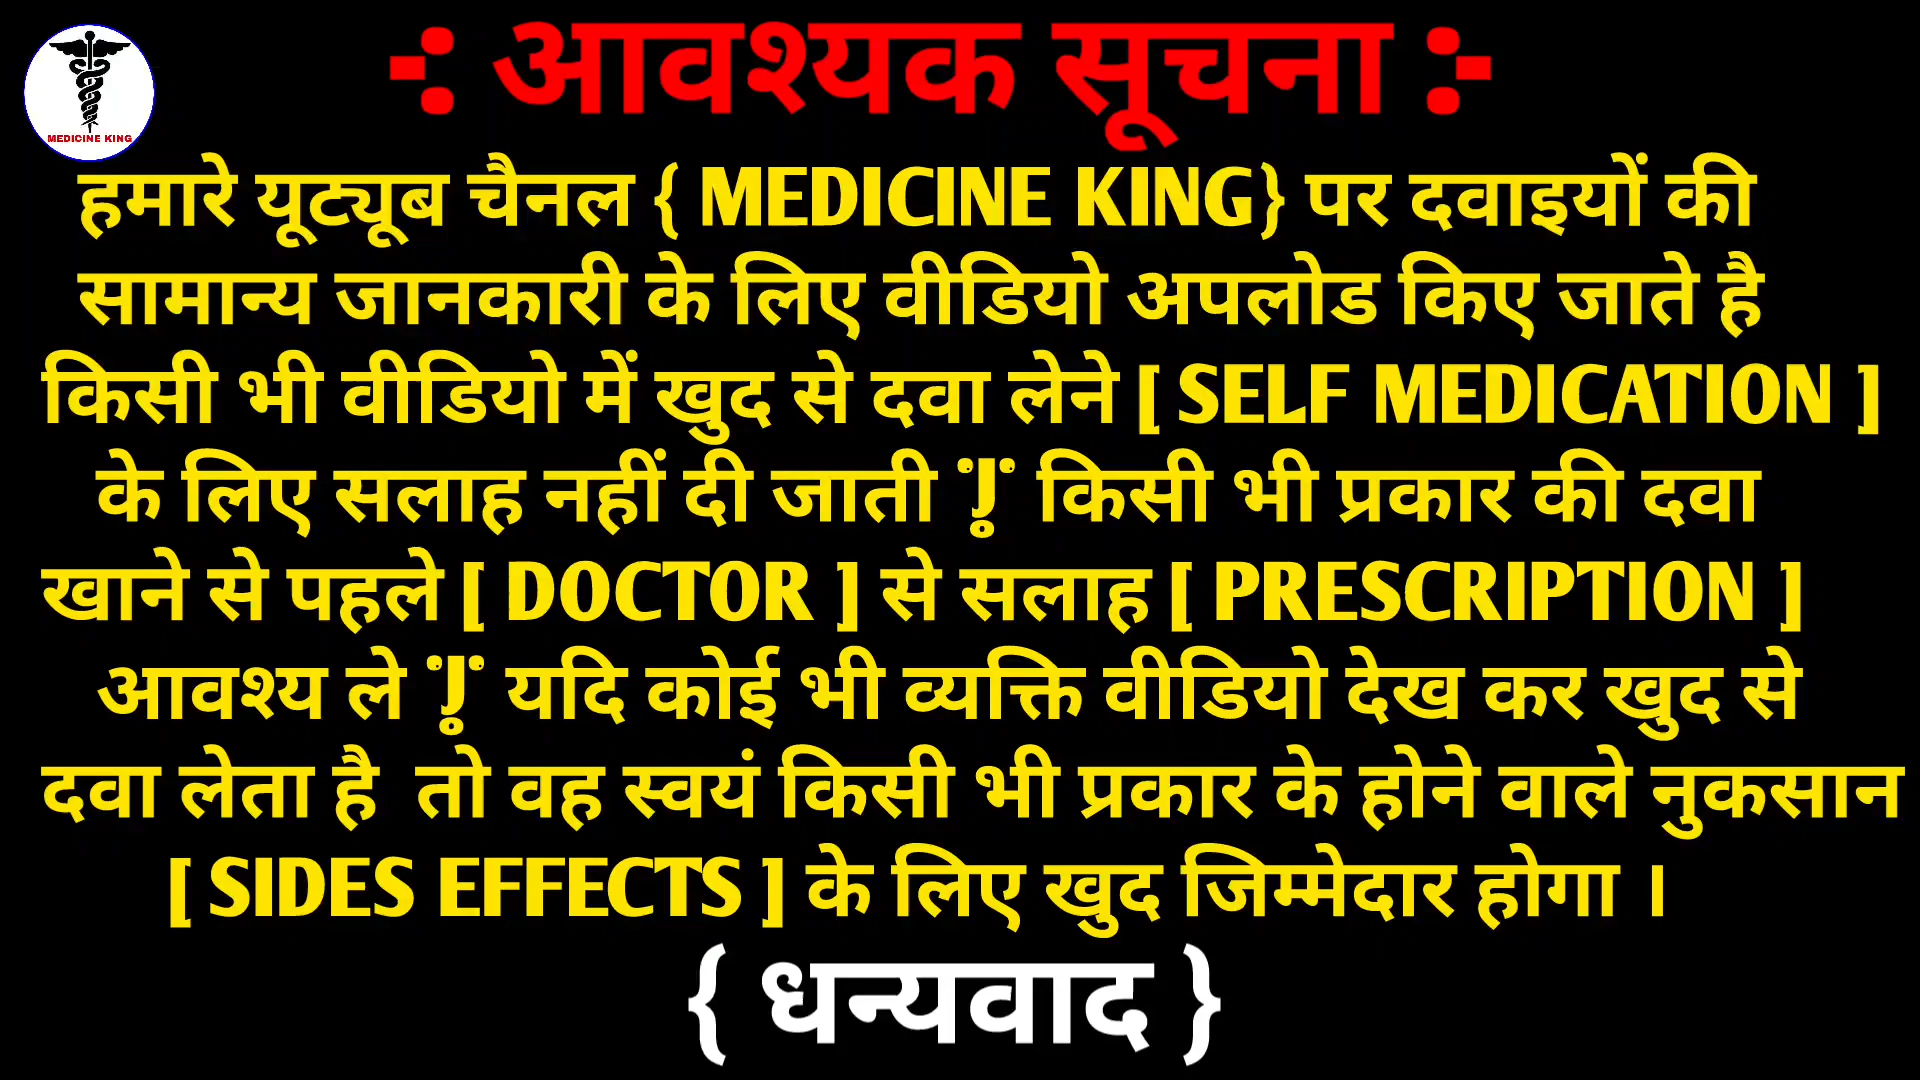 -: आवश्यक सूचना :-
MEDICINE KING
हमारे यूट्यूब चैनल { MEDICINE KING} पर दवाइयों की
सामान्य जानकारी के लिए वीडियो अपलोड किए जाते है
किसी भी वीडियो में खुद से दवा लेने [ SELF MEDICATION ]
के लिए सलाह नहीं दी जाती किसी भी प्रकार की दवा
खाने से पहले [ DOCTOR ] से सलाह [ PRESCRIPTION ]
आवश्य ले यदि कोई भी व्यक्ति वीडियो देख कर खुद से
दवा लेता है तो वह स्वयं किसी भी प्रकार के होने वाले नुकसान
[ SIDES EFFECTS ] के लिए खुद जिम्मेदार होगा ।
{ धन्यवाद }